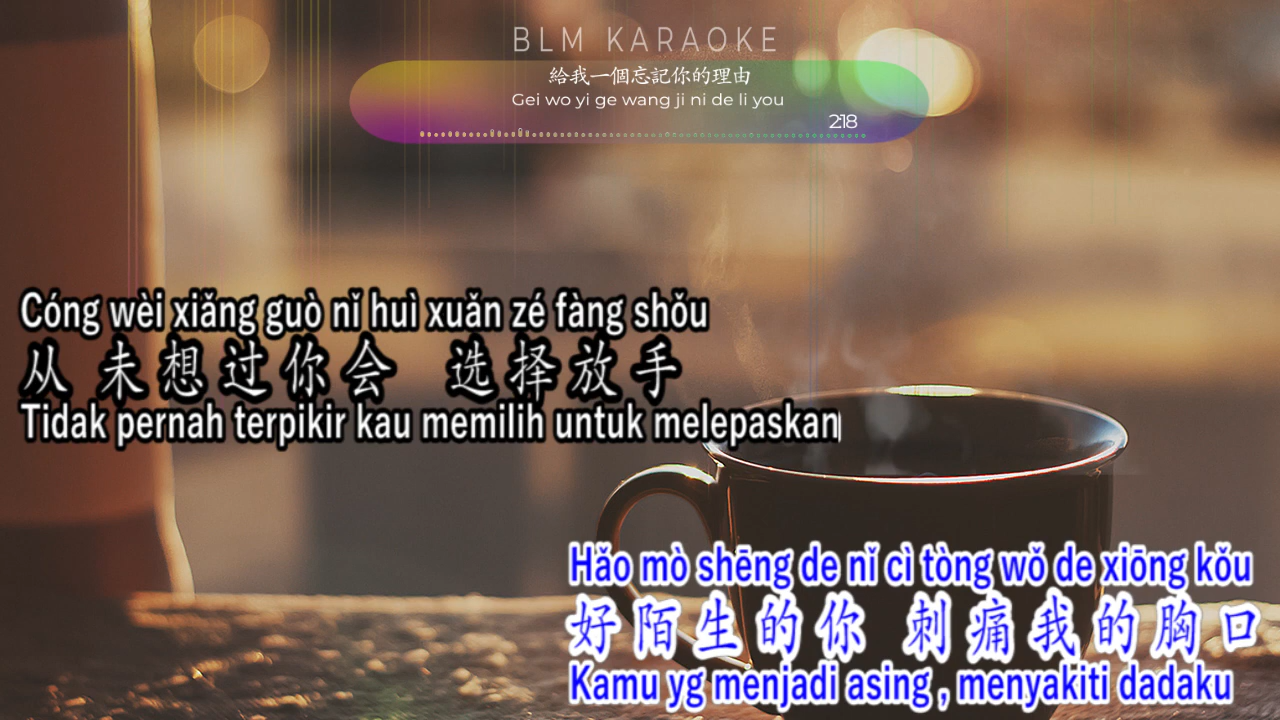 BLM KARAOKE
給我一個忘記你的理由
Gei wo yi ge wang ji ni de li you
2:18
Cóng wèi xiǎng guò nǐ huì xuǎn zé fàng shǒu
从未想过你会 选择放手
Tidak pernah terpikir kau memilih untuk melepaskan
Hǎo mò shēng de nǐ cì tòng wǒ de xiōng kǒu
好陌生的你 刺痛我的胸口
Kamu yg menjadi asing , menyakiti dadaku